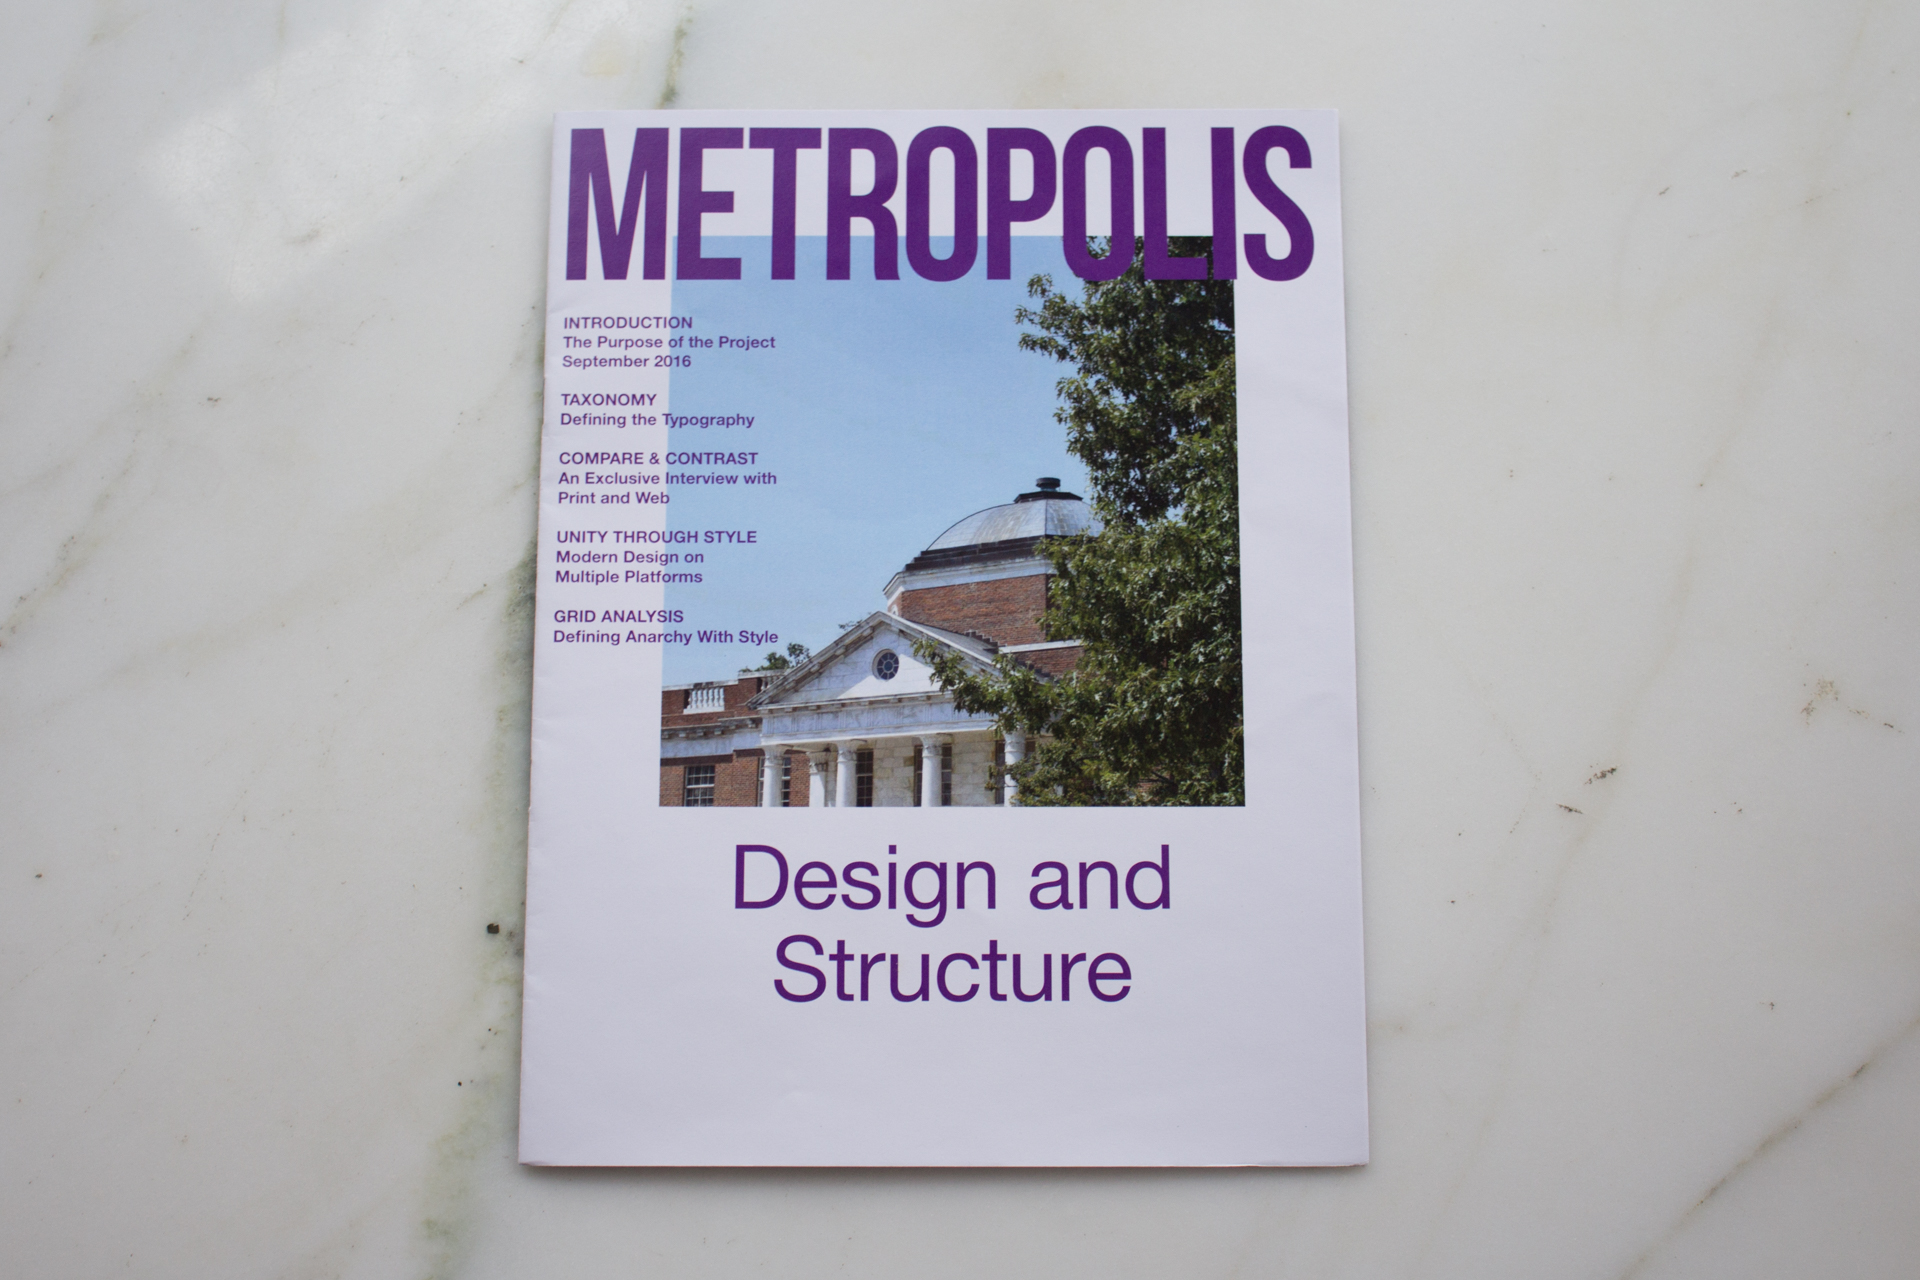 METROPOLIS
INTRODUCTION
The Purpose of the Project
September 2016
TAXONOMY
Defining the Typography
COMPARE & CONTRAST
An Exclusive Interview with
Print and Web
UNITY THROUGH STYLE
Modern Design on
Multiple Platforms
GRID ANALYSIS
Defining Anarchy With Style
Design and
Structure